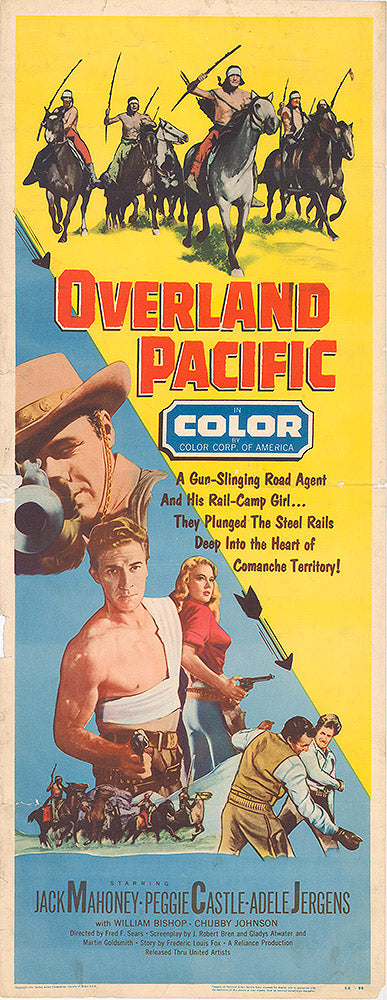 OVERLAND
PACIFIC
IN
COLOR
BY
COLOR CORP. OF AMERICA
A Gun-Slinging Road Agent
And His Rail-Camp Girl...
They Plunged The Steel Rails
Deep Into the Heart of
Comanche Territory!
STARRING
JACK MAHONEY · PEGGIE CASTLE · ADELE JERGENS
with WILLIAM BISHOP · CHUBBY JOHNSON
Directed by Fred F. Sears · Screenplay by J. Robert Bren and Gladys Atwater and
Martin Goldsmith · Story by Frederic Louis Fox · A Reliance Production
Released Thru United Artists